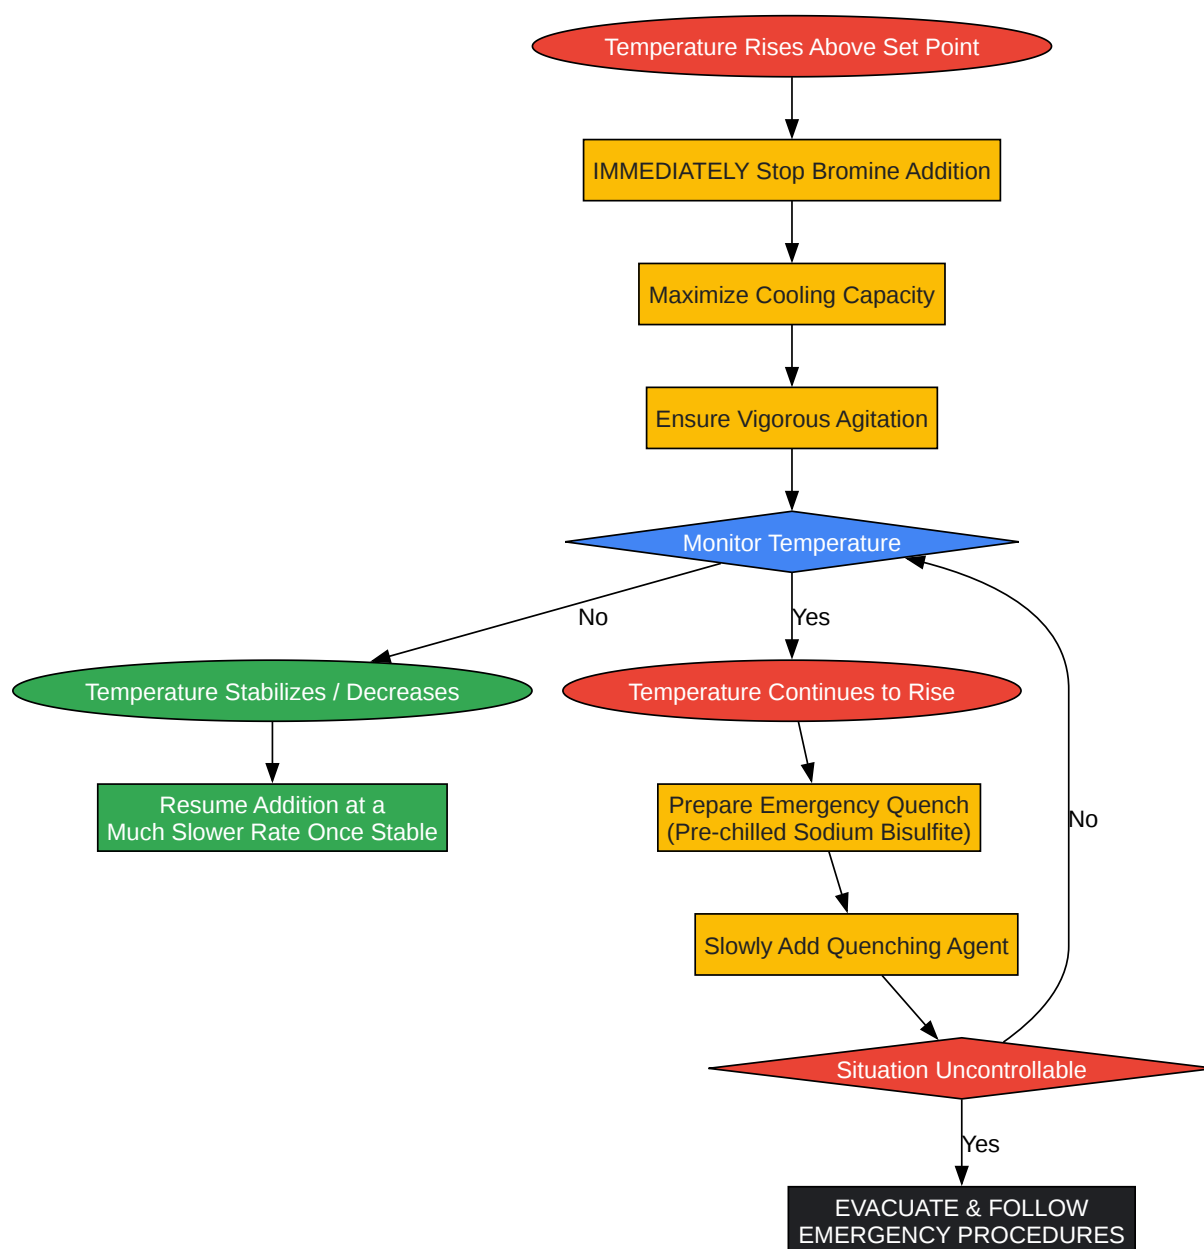 Temperature Rises Above Set Point
IMMEDIATELY Stop Bromine Addition
Maximize Cooling Capacity
Ensure Vigorous Agitation
Monitor Temperature
No
Yes
Temperature Stabilizes / Decreases
Temperature Continues to Rise
Resume Addition at a
Much Slower Rate Once Stable
Prepare Emergency Quench
(Pre-chilled Sodium Bisulfite)
No
Slowly Add Quenching Agent
Situation Uncontrollable
Yes
EVACUATE & FOLLOW
EMERGENCY PROCEDURES